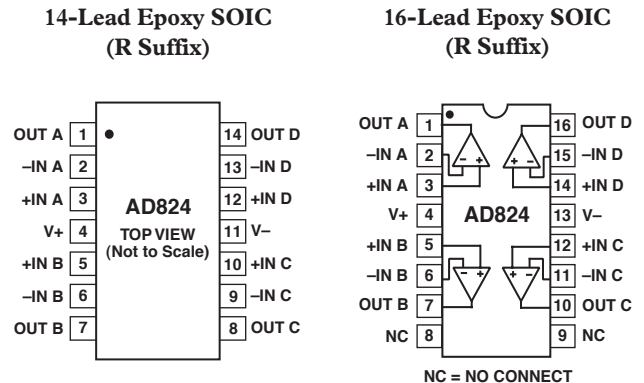 14-Lead Epoxy SOIC
(R Suffix)
OUT A 1 14 OUT D
–IN A 2 13 –IN D
+IN A 3 12 +IN D
V+ 4 11 V–
+IN B 5 10 +IN C
–IN B 6 9 –IN C
OUT B 7 8 OUT C
AD824
TOP VIEW
(Not to Scale)
16-Lead Epoxy SOIC
(R Suffix)
OUT A 1 16 OUT D
–IN A 2 – + + – 15 –IN D
+IN A 3 14 +IN D
V+ 4 AD824 13 V–
+IN B 5 12 +IN C
–IN B 6 – + – + 11 –IN C
OUT B 7 10 OUT C
NC 8 9 NC
NC = NO CONNECT